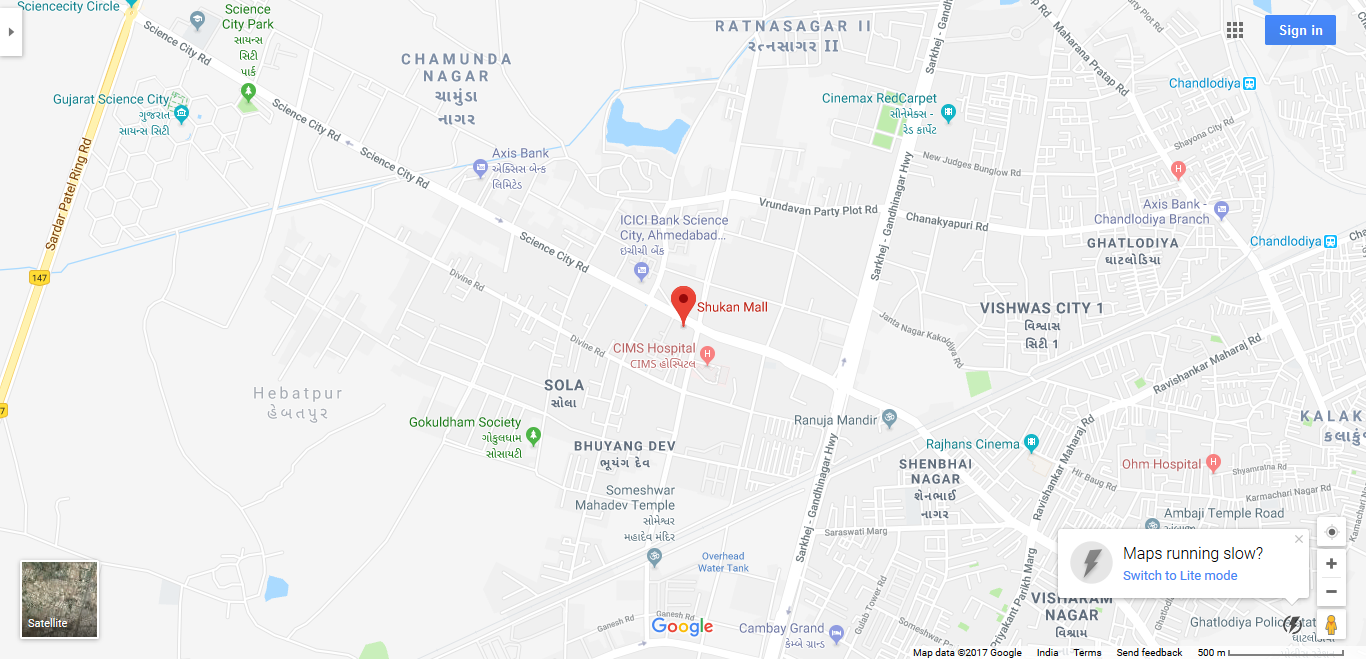 Sciencecity Circle
Science
City Park
સાયન્સ
સિટી
પાર્ક
Science City Rd
Gujarat Science City
ગુજરાત
સાયન્સ સિટી
Science City Rd
Science City Rd
Science City Rd
Sardar Patel Ring Rd
147
CHAMUNDA
NAGAR
ચામુંડા
નાગર
Axis Bank
એક્સિસ બેન્ક
લિમિટેડ
RATNASAGAR II
રત્નસાગર II
Sarkhej - Gandhinagar Hwy
Maharana Pratap Rd
Sign in
Chandlodiya
Cinemax RedCarpet
સીનેમેક્સ -
રેડ કાર્પેટ
Shayona City Rd
New Judges Bunglow Rd
H
Axis Bank -
Chandlodiya Branch
Chandlodiya
Vrundavan Party Plot Rd
Chanakyapuri Rd
Sarkhej - Gandhinagar Hwy
GHATLODIYA
ઘાટલોડિયા
ICICI Bank Science
City, Ahmedabad...
Divine Rd
Shukan Mall
VISHWAS CITY 1
વિશ્વાસ
સિટી 1
Janta Nagar Kakodiya Rd
Divine Rd
CIMS Hospital
CIMS હોસ્પિટલ
H
Ravishankar Maharaj Rd
Hebatpur
હેબતપુર
SOLA
સોલા
Gokuldham Society
ગોકુલધામ
સોસાયટી
Ranuja Mandir
KALAK
BHUYANG DEV
ભૂયંગ દેવ
Rajhans Cinema
Ravishankar Maharaj Rd
SHENBHAI
NAGAR
શેનભાઈ
નાગર
Hir Baug Rd
Ohm Hospital
H
Shyamratna Rd
Karmachari Nagar Rd
Someshwar
Mahadev Temple
સોમેશ્વર
મહાદેવ મંદિર
Sarkhej - Gandhinagar Hwy
Saraswati Marg
Ambaji Temple Road
Overhead
Water Tank
Maps running slow?
Switch to Lite mode
Priyakant Parikh Marg
VISHARAM
NAGAR
વિશ્રામ
Gulab Tower Rd
Satellite
Ganesh Rd
Ganesh Rd
Google
Cambay Grand
કેમ્બે ગ્રાન્ડ
Map data ©2017 Google
India
Terms
Send feedback
500 m